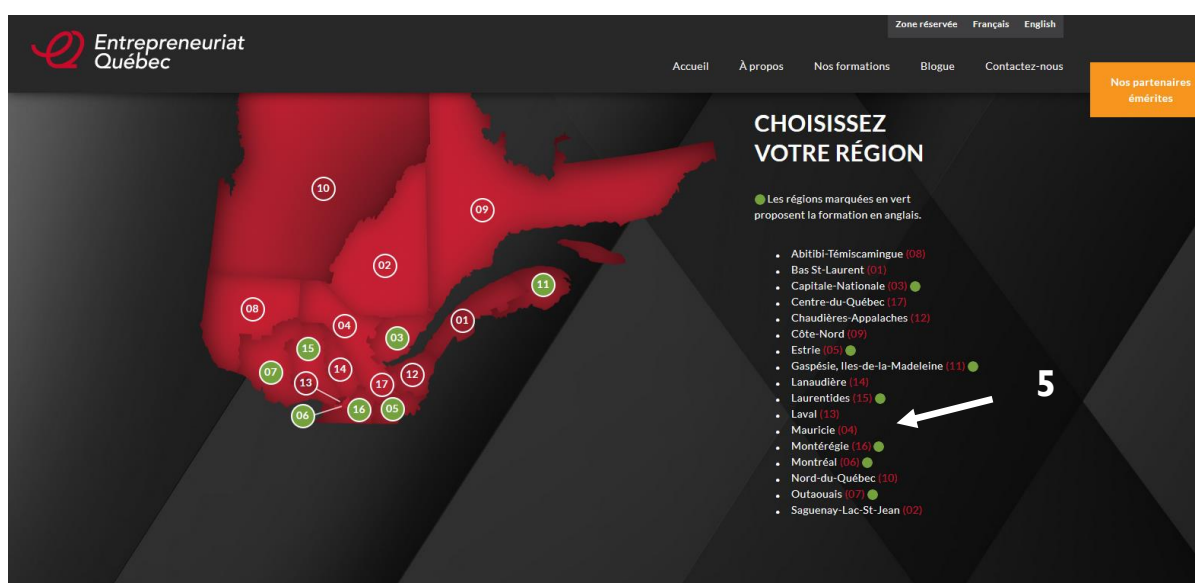 Zone réservée Français English
Entrepreneuriat
Québec
Accueil À propos Nos formations Blogue Contactez-nous
Nos partenaires
émérites
CHOISISSEZ
VOTRE RÉGION
Les régions marquées en vert
proposent la formation en anglais.
Abitibi-Témiscamingue (08)
Bas St-Laurent (01)
Capitale-Nationale (03)
Centre-du-Québec (17)
Chaudières-Appalaches (12)
Côte-Nord (09)
Estrie (05)
Gaspésie, Iles-de-la-Madeleine (11)
Lanaudière (14)
Laurentides (15)
Laval (13)
Mauricie (04)
Montérégie (16)
Montréal (06)
Nord-du-Québec (10)
Outaouais (07)
Saguenay-Lac-St-Jean (02)
5
10
09
02
11
08
04
01
03
15
14
07
13
17
12
06
16
05